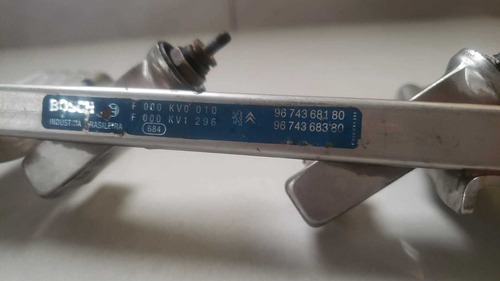 BOSCH
INDUSTRIA BRASILEIRA
F 000 KV0 010
F 000 KV1 296
684
96 743 681 80
96 743 683 80